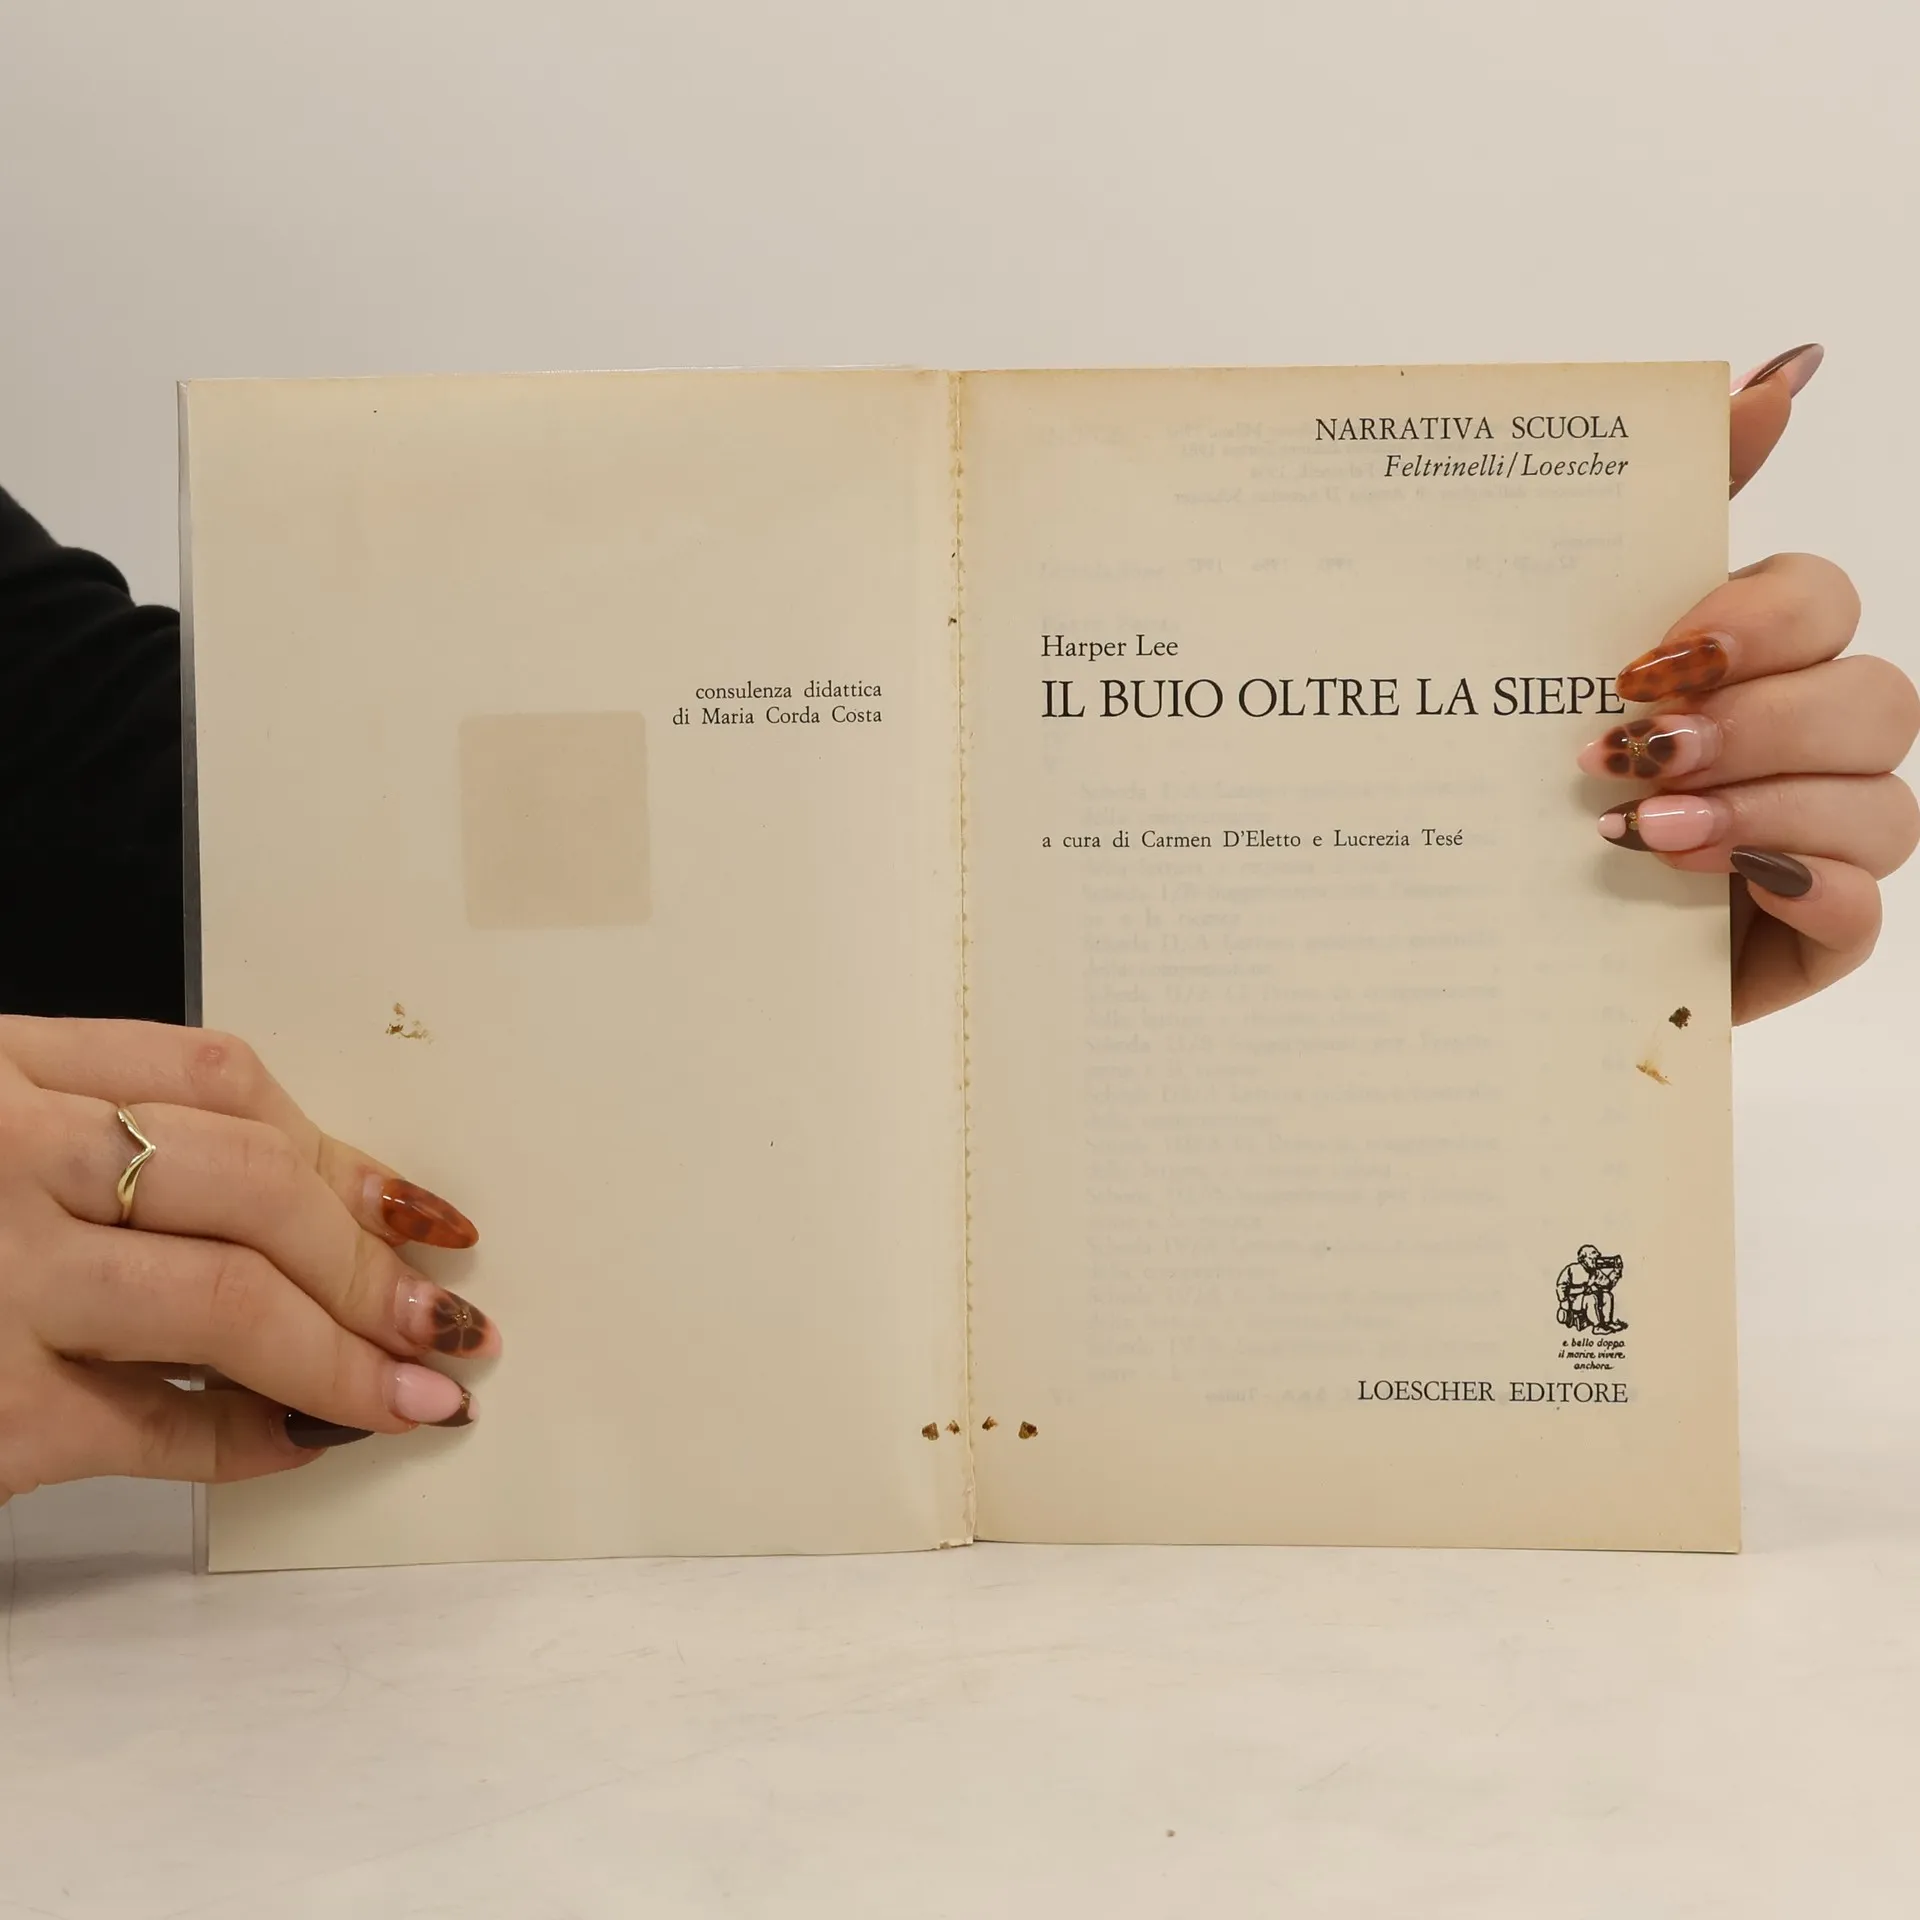 consulenza didattica
di Maria Corda Costa
NARRATIVA SCUOLA
Feltrinelli/Loescher
Harper Lee
IL BUIO OLTRE LA SIEPE
a cura di Carmen D'Eletto e Lucrezia Tesé
e bello doppo
il morire vivere
anchora
LOESCHER EDITORE